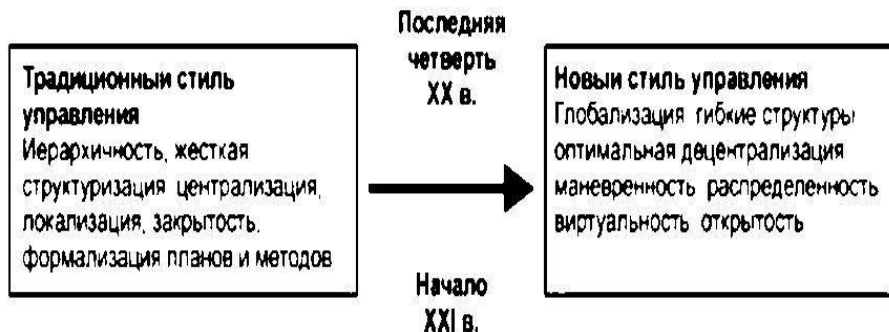 Традиционный стиль
управления
Иерархичность, жесткая
структуризация централизация,
локализация, закрытость,
формализация планов и методов
Последняя
четверть
XX в.
Начало
XXI в.
Новый стиль управления
Глобализация гибкие структуры
оптимальная децентрализация
маневренность распределенность
виртуальность открытость